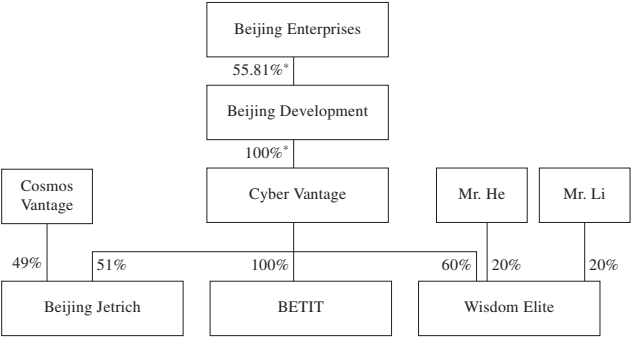 Beijing Enterprises
55.81%*
Beijing Development
100%*
Cosmos
Vantage
Cyber Vantage
Mr. He
Mr. Li
49%
51%
100%
60%
20%
20%
Beijing Jetrich
BETIT
Wisdom Elite